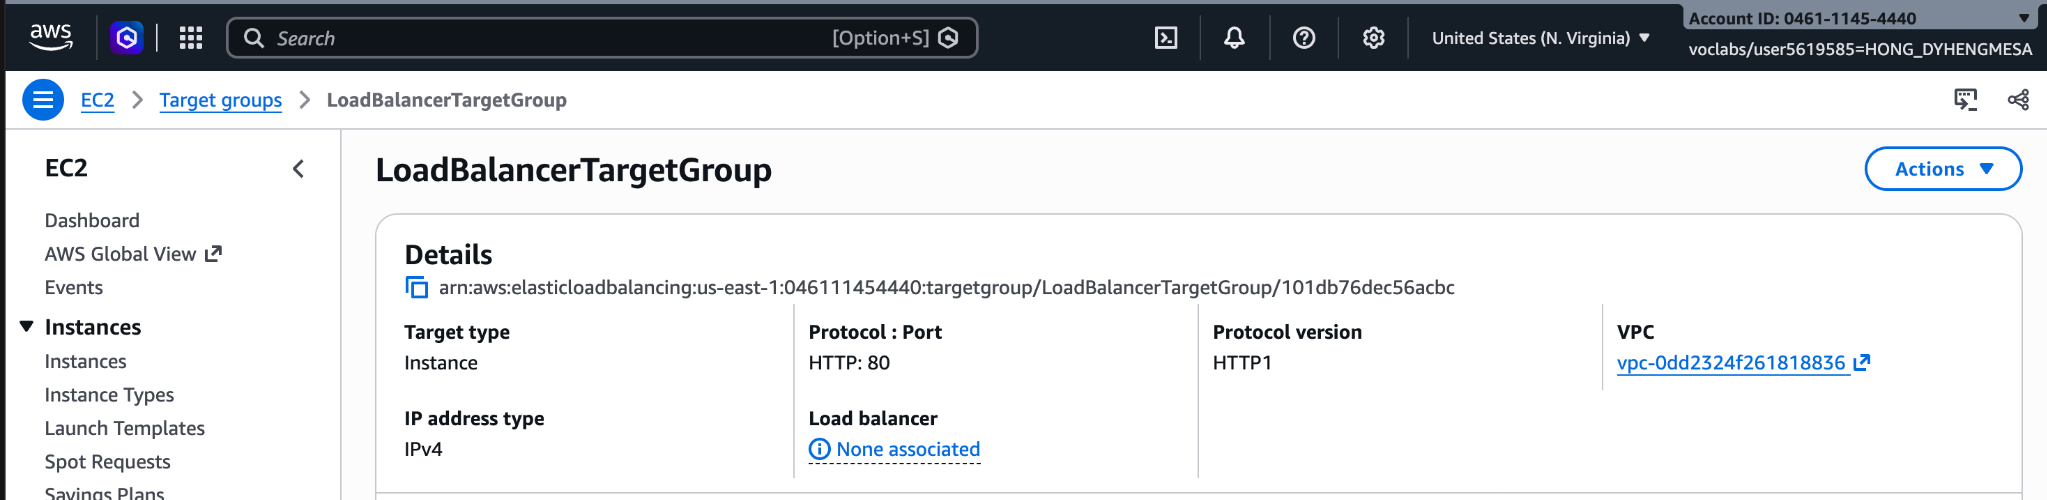 aws
Search
[Option+S]
United States (N. Virginia)
Account ID: 0461-1145-4440
voclabs/user5619585=HONG_DYHENGMESA
EC2
Target groups
LoadBalancerTargetGroup
EC2
Dashboard
AWS Global View
Events
Instances
Instances
Instance Types
Launch Templates
Spot Requests
Savings Plans
LoadBalancerTargetGroup
Actions
Details
arn:aws:elasticloadbalancing:us-east-1:046111454440:targetgroup/LoadBalancerTargetGroup/101db76dec56acbc
Target type
Instance
Protocol : Port
HTTP: 80
Protocol version
HTTP1
VPC
vpc-0dd2324f261818836
IP address type
IPv4
Load balancer
None associated